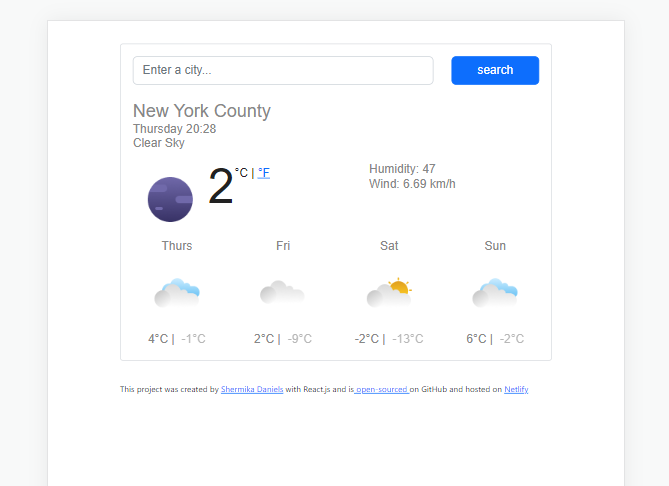 Enter a city...
search
New York County
Thursday 20:28
Clear Sky
2°C | °F
Humidity: 47
Wind: 6.69 km/h
Thurs Fri Sat Sun
4°C | -1°C 2°C | -9°C -2°C | -13°C 6°C | -2°C
This project was created by Shermika Daniels with React.js and is open-sourced on GitHub and hosted on Netlify